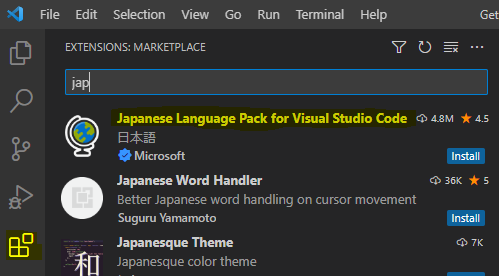 File Edit Selection View Go Run Terminal Help Get
EXTENSIONS: MARKETPLACE
jap
Japanese Language Pack for Visual Studio Code 4.8M 4.5
日本語
Microsoft Install
Japanese Word Handler 36K 5
Better Japanese word handling on cursor movement
Suguru Yamamoto Install
Japanesque Theme 7K
和 Japanesque color theme